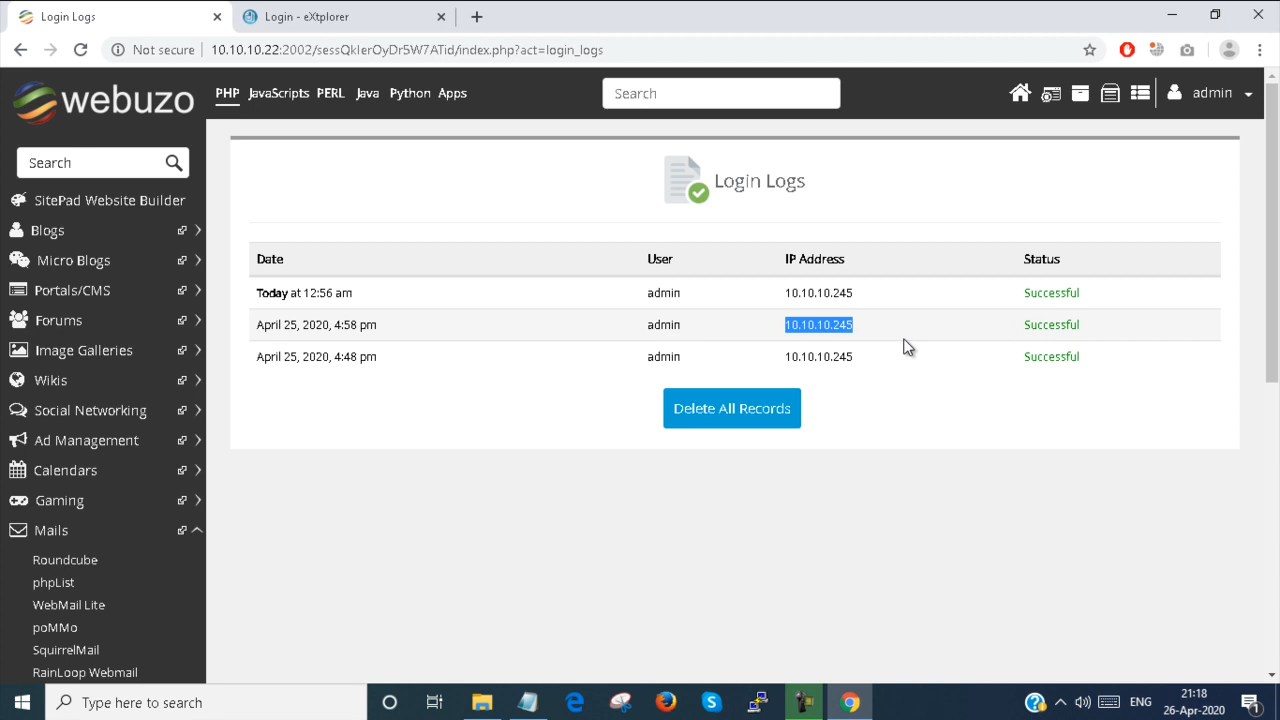 Login Logs
Login - eXtplorer
Not secure
10.10.10.22:2002/sessQkIerOyDr5W7ATid/index.php?act=login_logs
webuzo
PHP JavaScripts PERL Java Python Apps
Search
admin
Search
SitePad Website Builder
Blogs
Micro Blogs
Portals/CMS
Forums
Image Galleries
Wikis
Social Networking
Ad Management
Calendars
Gaming
Mails
Roundcube
phpList
WebMail Lite
poMMo
SquirrelMail
RainLoop Webmail
Login Logs
Date User IP Address Status
Today at 12:56 am admin 10.10.10.245 Successful
April 25, 2020, 4:58 pm admin 10.10.10.245 Successful
April 25, 2020, 4:48 pm admin 10.10.10.245 Successful
Delete All Records
Type here to search
ENG
21:18
26-Apr-2020
1